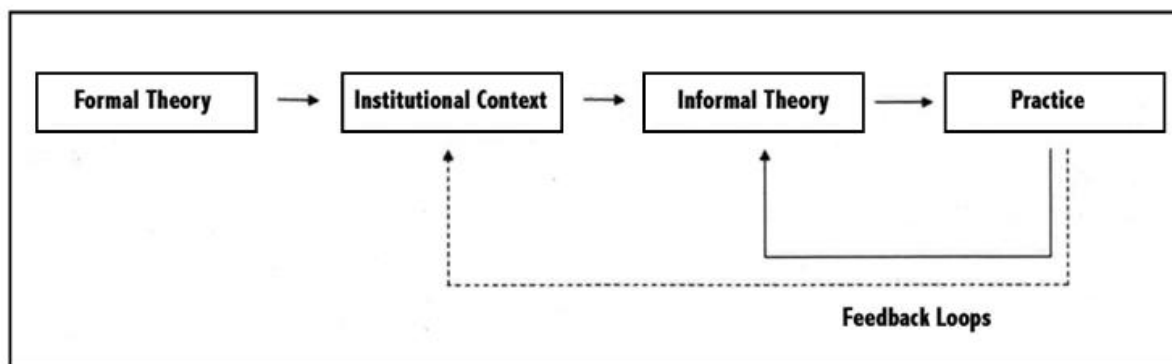 Formal Theory
Institutional Context
Informal Theory
Practice
Feedback Loops